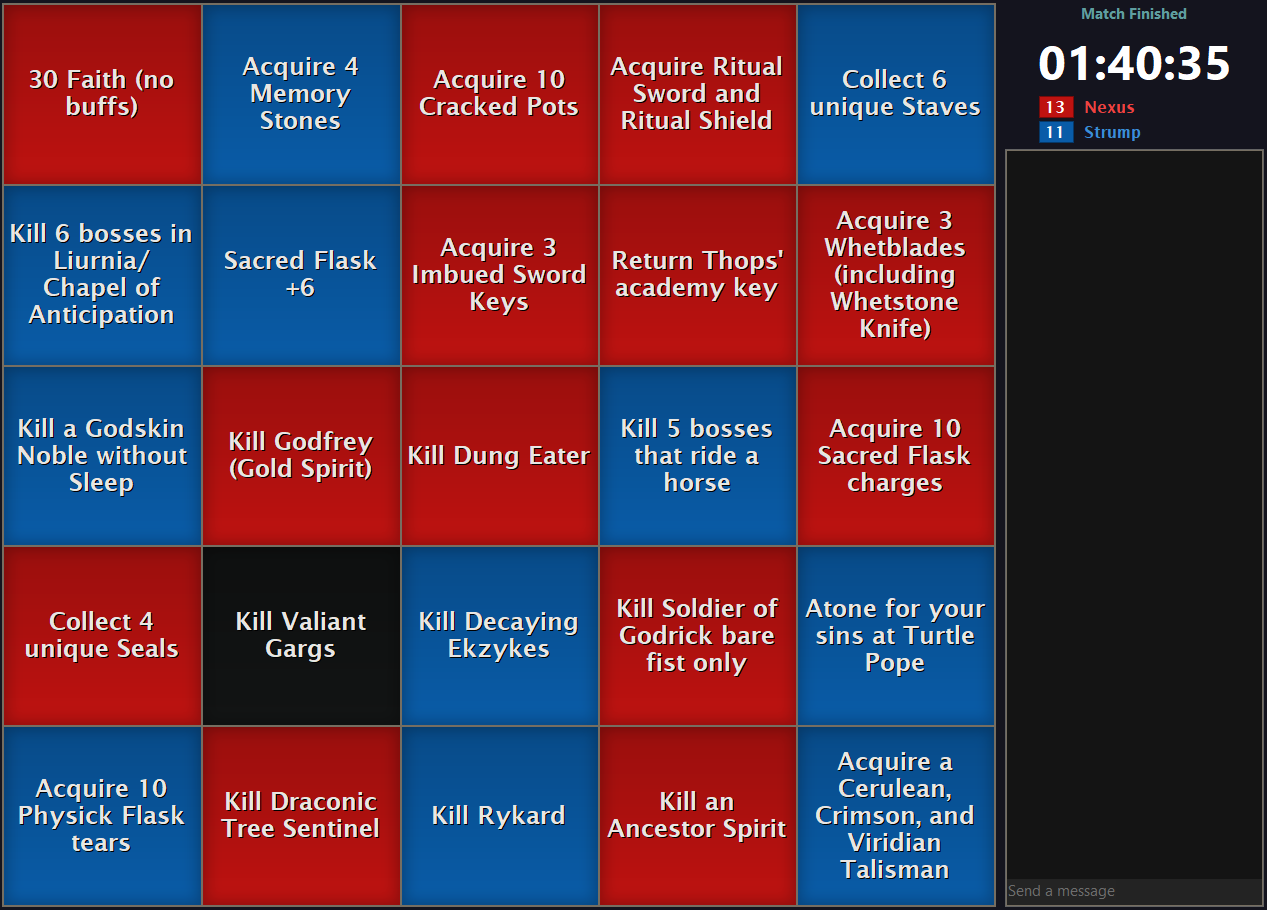 30 Faith (no
buffs)
Acquire 4
Memory
Stones
Acquire 10
Cracked Pots
Acquire Ritual
Sword and
Ritual Shield
Collect 6
unique Staves
Kill 6 bosses in
Liurnia/
Chapel of
Anticipation
Sacred Flask
+6
Acquire 3
Imbued Sword
Keys
Return Thops'
academy key
Acquire 3
Whetblades
(including
Whetstone
Knife)
Kill a Godskin
Noble without
Sleep
Kill Godfrey
(Gold Spirit)
Kill Dung Eater
Kill 5 bosses
that ride a
horse
Acquire 10
Sacred Flask
charges
Collect 4
unique Seals
Kill Valiant
Gargs
Kill Decaying
Ekzykes
Kill Soldier of
Godrick bare
fist only
Atone for your
sins at Turtle
Pope
Acquire 10
Physick Flask
tears
Kill Draconic
Tree Sentinel
Kill Rykard
Kill an
Ancestor Spirit
Acquire a
Cerulean,
Crimson, and
Viridian
Talisman
Match Finished
01:40:35
13 Nexus
11 Strump
Send a message